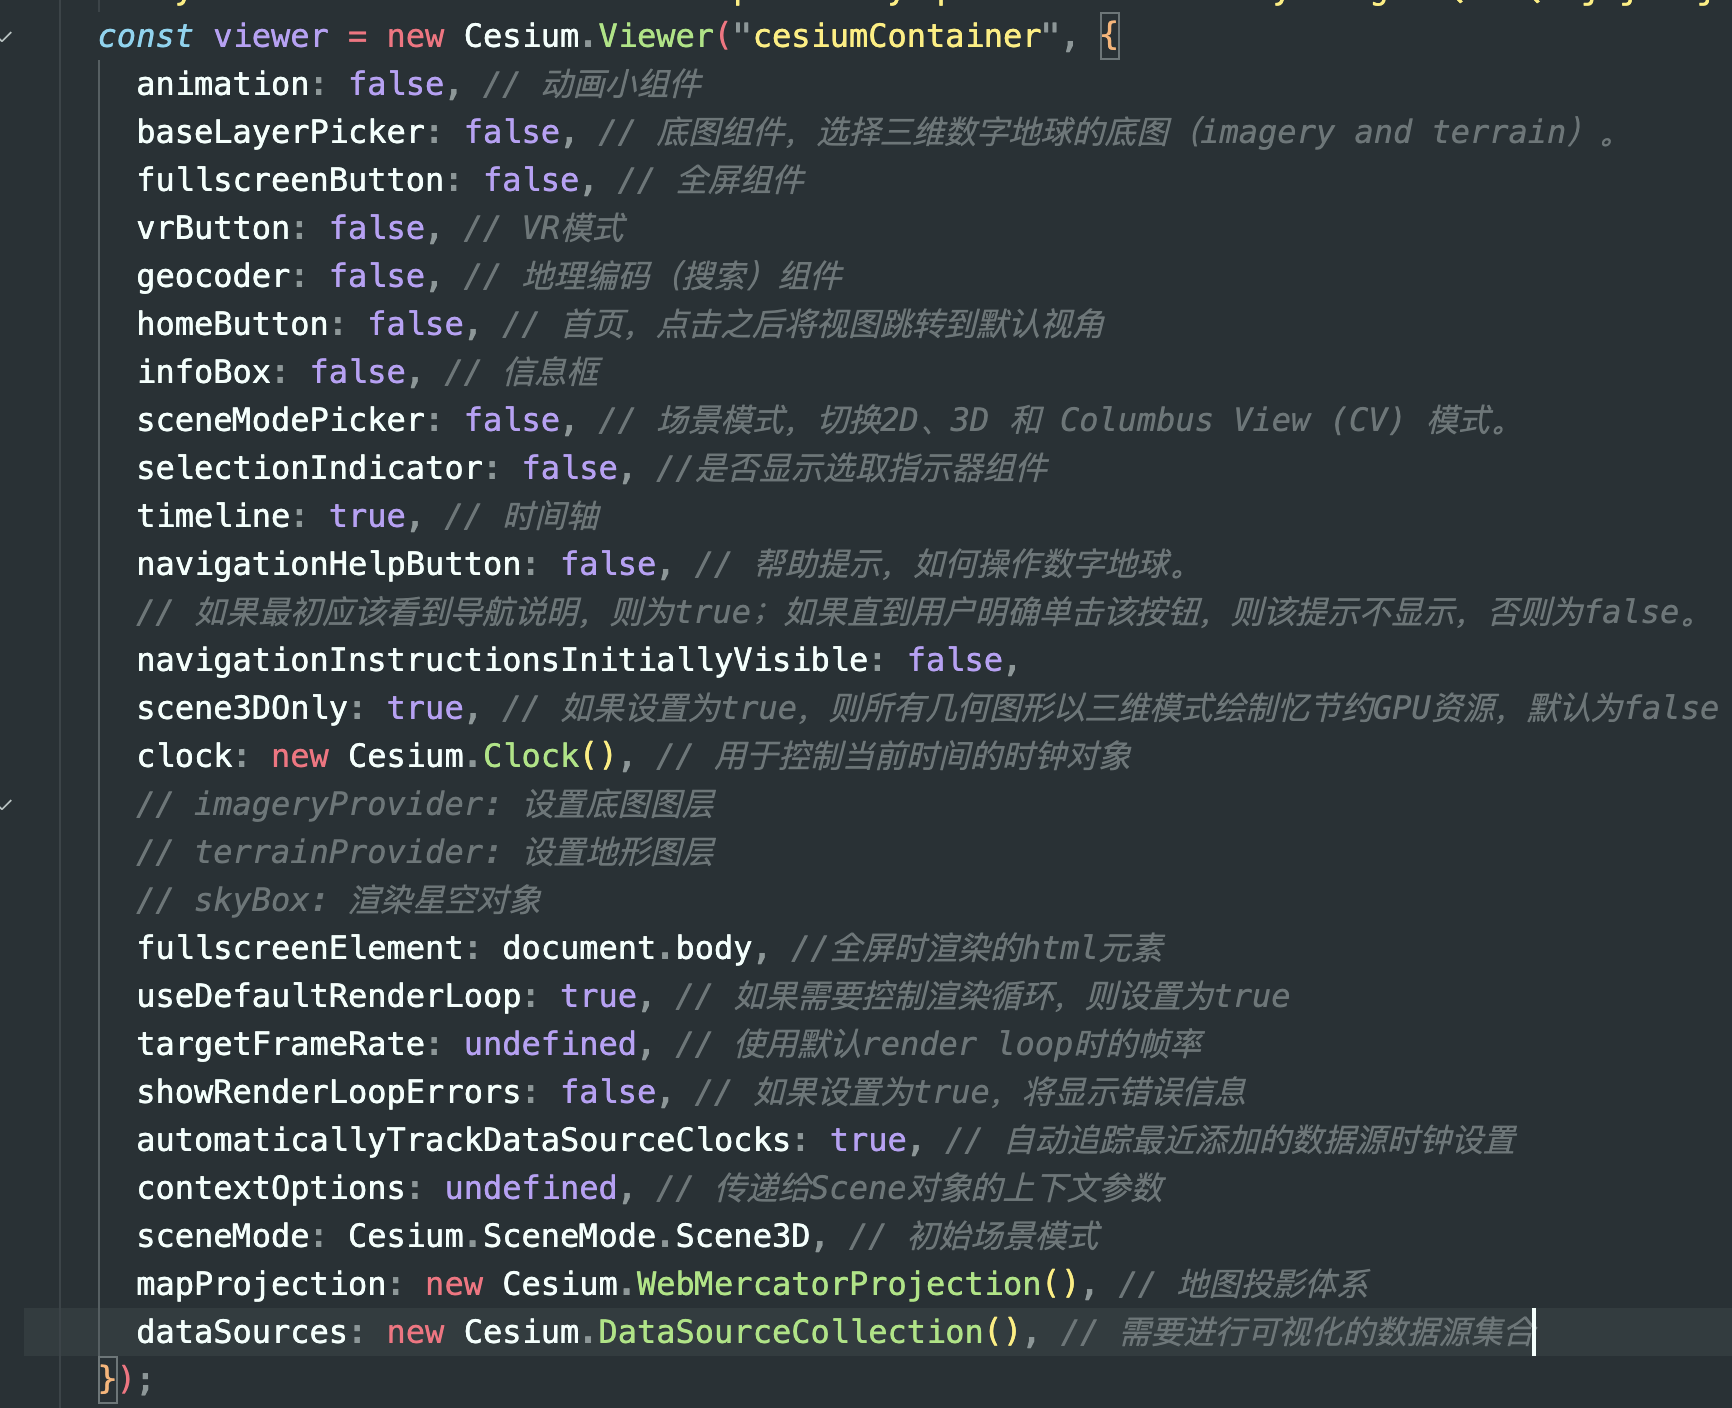 const viewer = new Cesium.Viewer("cesiumContainer", {
animation: false, // 动画小组件
baseLayerPicker: false, // 底图组件，选择三维数字地球的底图（imagery and terrain）。
fullscreenButton: false, // 全屏组件
vrButton: false, // VR模式
geocoder: false, // 地理编码（搜索）组件
homeButton: false, // 首页，点击之后将视图跳转到默认视角
infoBox: false, // 信息框
sceneModePicker: false, // 场景模式，切换2D、3D 和 Columbus View (CV) 模式。
selectionIndicator: false, //是否显示选取指示器组件
timeline: true, // 时间轴
navigationHelpButton: false, // 帮助提示，如何操作数字地球。
// 如果最初应该看到导航说明，则为true；如果直到用户明确单击该按钮，则该提示不显示，否则为false。
navigationInstructionsInitiallyVisible: false,
scene3DOnly: true, // 如果设置为true，则所有几何图形以三维模式绘制忆节约GPU资源，默认为false
clock: new Cesium.Clock(), // 用于控制当前时间的时钟对象
// imageryProvider: 设置底图图层
// terrainProvider: 设置地形图层
// skyBox: 渲染星空对象
fullscreenElement: document.body, //全屏时渲染的html元素
useDefaultRenderLoop: true, // 如果需要控制渲染循环，则设置为true
targetFrameRate: undefined, // 使用默认render loop时的帧率
showRenderLoopErrors: false, // 如果设置为true，将显示错误信息
automaticallyTrackDataSourceClocks: true, // 自动追踪最近添加的数据源时钟设置
contextOptions: undefined, // 传递给Scene对象的上下文参数
sceneMode: Cesium.SceneMode.Scene3D, // 初始场景模式
mapProjection: new Cesium.WebMercatorProjection(), // 地图投影体系
dataSources: new Cesium.DataSourceCollection(), // 需要进行可视化的数据源集合
});